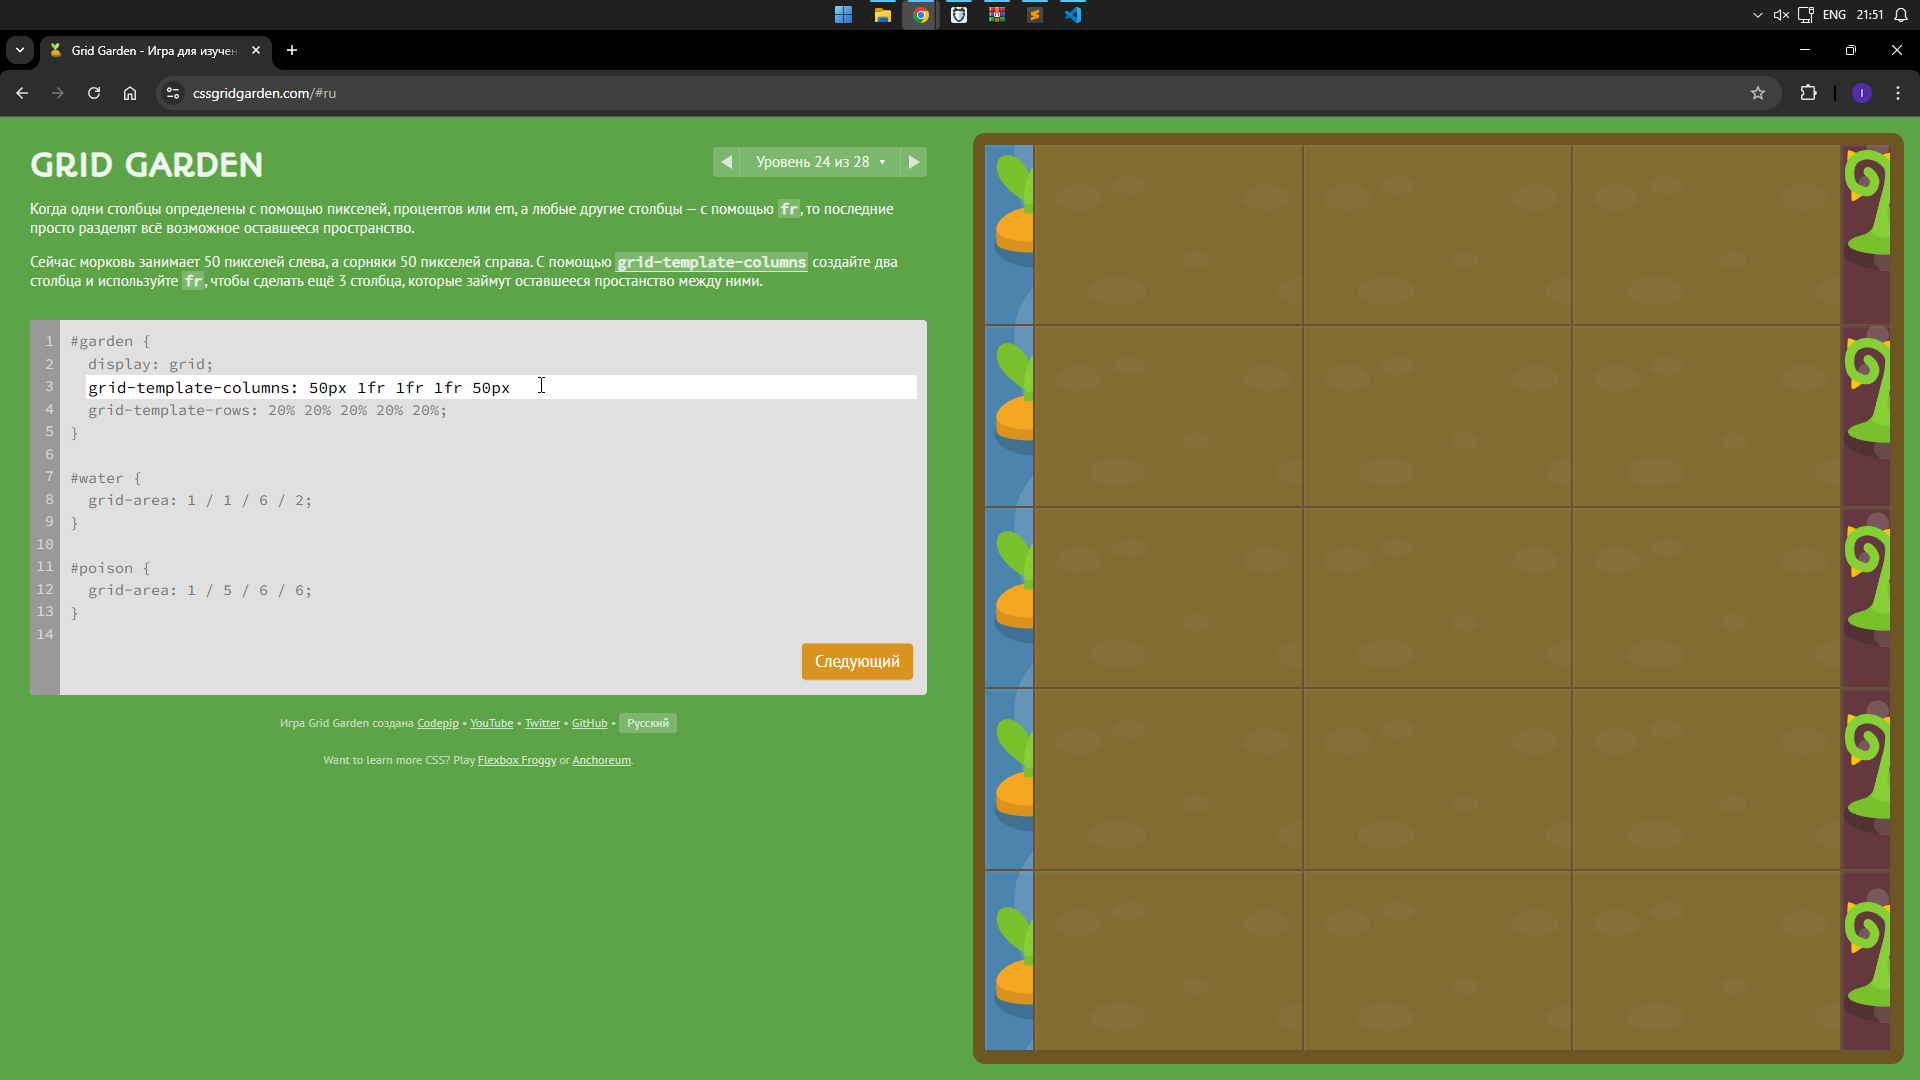 ENG 21:51
Grid Garden - Игра для изучен
cssgridgarden.com/#ru
I
GRID GARDEN
Уровень 24 из 28
Когда одни столбцы определены с помощью пикселей, процентов или em, а любые другие столбцы — с помощью fr, то последние
просто разделят всё возможное оставшееся пространство.
Сейчас морковь занимает 50 пикселей слева, а сорняки 50 пикселей справа. С помощью grid-template-columns создайте два
столбца и используйте fr, чтобы сделать ещё 3 столбца, которые займут оставшееся простанство между ними.
1 #garden {
2 display: grid;
3 grid-template-columns: 50px 1fr 1fr 1fr 50px
4 grid-template-rows: 20% 20% 20% 20% 20%;
5 }
6
7 #water {
8 grid-area: 1 / 1 / 6 / 2;
9 }
10
11 #poison {
12 grid-area: 1 / 5 / 6 / 6;
13 }
14
Следующий
Игра Grid Garden создана Codepip • YouTube • Twitter • GitHub • Русский
Want to learn more CSS? Play Flexbox Froggy or Anchoreum.